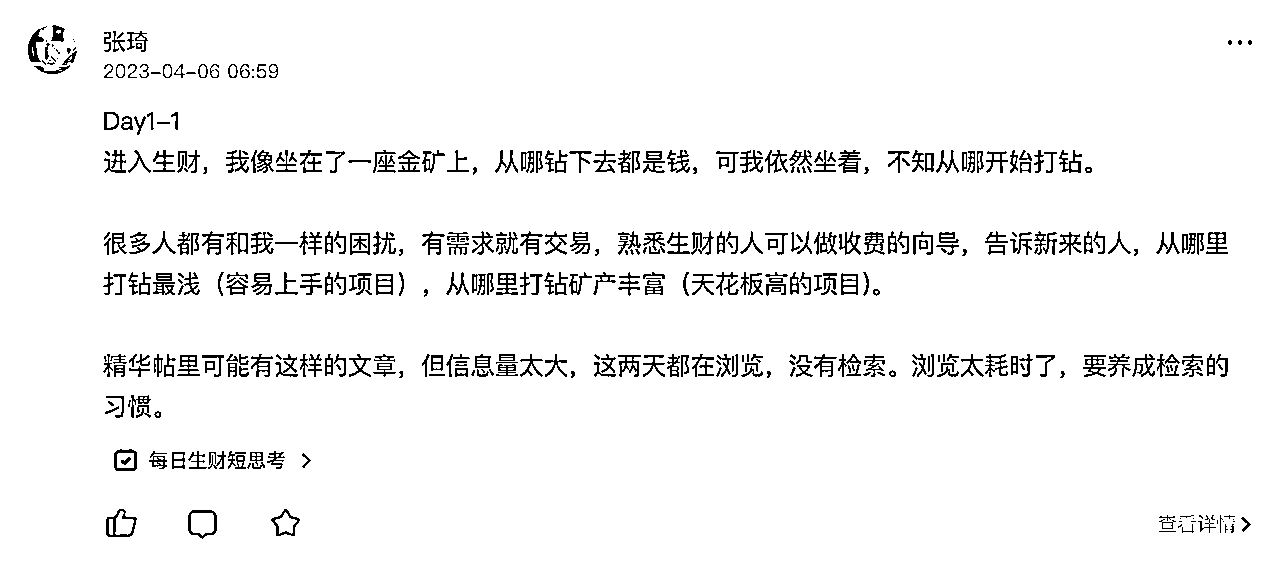 张琦
2023-04-06 06:59
Day1-1
进入生财，我像坐在了一座金矿上，从哪钻下去都是钱，可我依然坐着，不知从哪开始打钻。
很多人都有和我一样的困扰，有需求就有交易，熟悉生财的人可以做收费的向导，告诉新来的人，从哪里
打钻最浅（容易上手的项目），从哪里打钻矿产丰富（天花板高的项目）。
精华帖里可能有这样的文章，但信息量太大，这两天都在浏览，没有检索。浏览太耗时了，要养成检索的
习惯。
每日生财短思考
查看详情